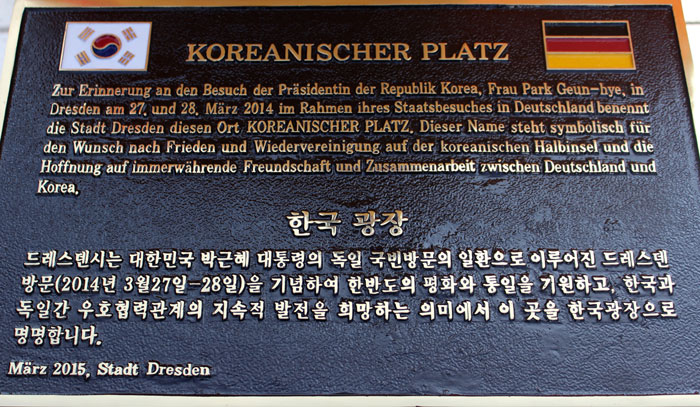 KOREANISCHER PLATZ
Zur Erinnerung an den Besuch der Präsidentin der Republik Korea, Frau Park Geun-hye, in
Dresden am 27. und 28. März 2014 im Rahmen ihres Staatsbesuches in Deutschland benennt
die Stadt Dresden diesen Ort KOREANISCHER PLATZ. Dieser Name steht symbolisch für
den Wunsch nach Frieden und Wiedervereinigung auf der koreanischen Halbinsel und die
Hoffnung auf immerwährende Freundschaft und Zusammenarbeit zwischen Deutschland und
Korea.
한국 광장
드레스덴시는 대한민국 박근혜 대통령의 독일 국빈방문의 일환으로 이루어진 드레스덴
방문(2014년 3월27일-28일)을 기념하여 한반도의 평화와 통일을 기원하고, 한국과
독일간 우호협력관계의 지속적 발전을 희망하는 의미에서 이 곳을 한국광장으로
명명합니다.
März 2015, Stadt Dresden